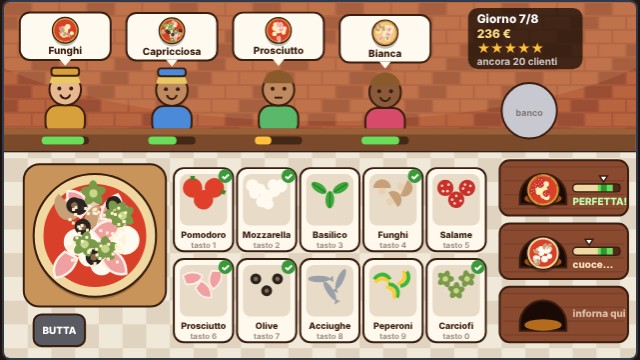 Funghi
Capricciosa
Prosciutto
Bianca
Giorno 7/8
236 €
ancora 20 clienti
banco
Pomodoro
tasto 1
Mozzarella
tasto 2
Basilico
tasto 3
Funghi
tasto 4
Salame
tasto 5
Prosciutto
tasto 6
Olive
tasto 7
Acciughe
tasto 8
Peperoni
tasto 9
Carciofi
tasto 0
PERFETTA!
cuoce...
inforna qui
BUTTA